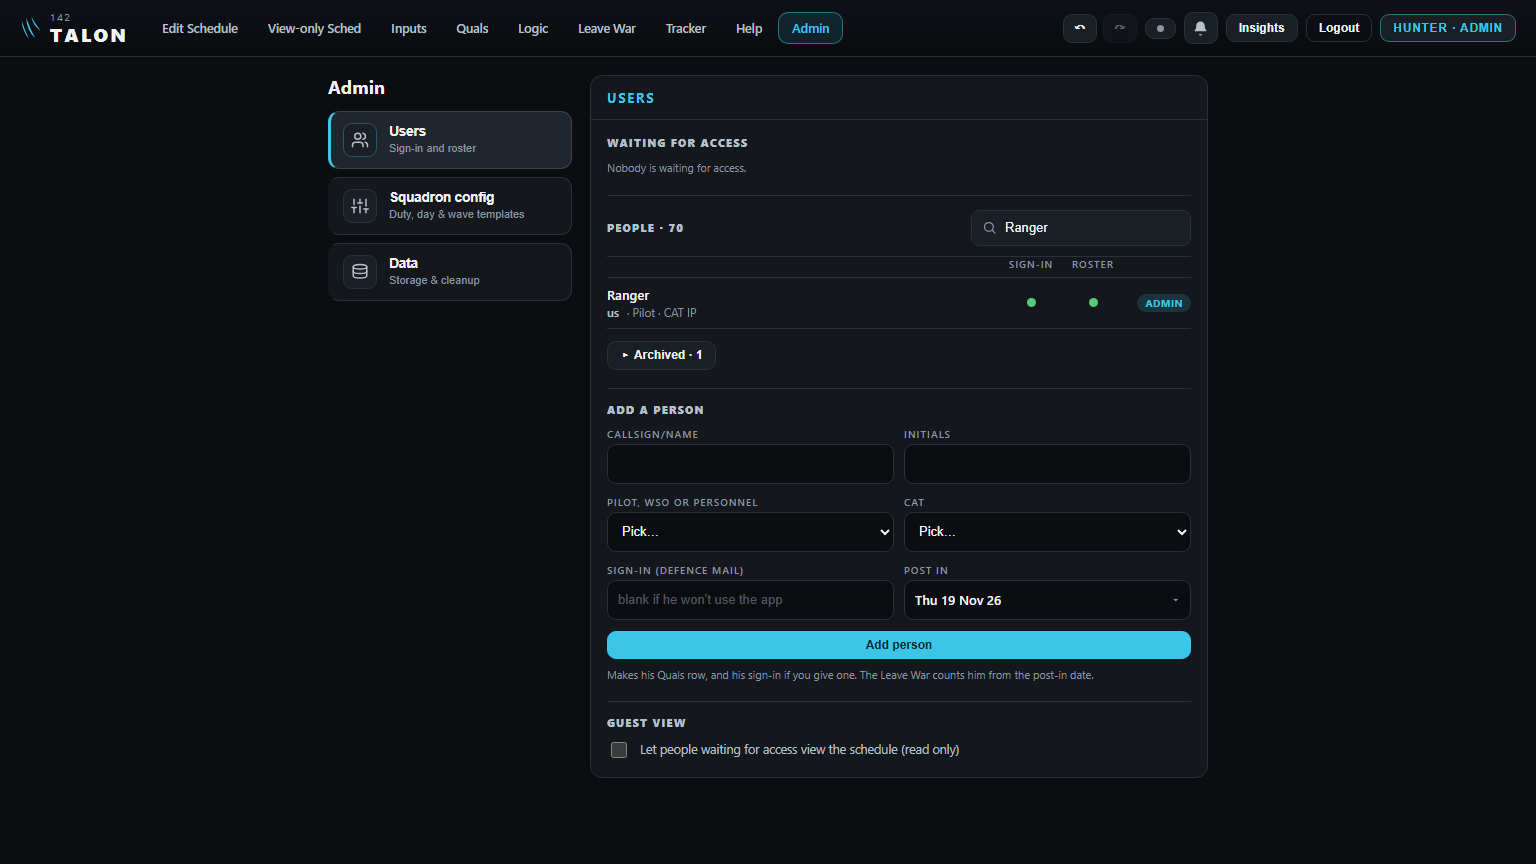 142
TALON
Edit Schedule
View-only Sched
Inputs
Quals
Logic
Leave War
Tracker
Help
Admin
Insights
Logout
HUNTER · ADMIN
Admin
Users
Sign-in and roster
Squadron config
Duty, day & wave templates
Data
Storage & cleanup
USERS
WAITING FOR ACCESS
Nobody is waiting for access.
PEOPLE · 70
Ranger
SIGN-IN ROSTER
Ranger
us · Pilot · CAT IP
ADMIN
Archived · 1
ADD A PERSON
CALLSIGN/NAME INITIALS
PILOT, WSO OR PERSONNEL CAT
Pick... Pick...
SIGN-IN (DEFENCE MAIL) POST IN
blank if he won't use the app Thu 19 Nov 26
Add person
Makes his Quals row, and his sign-in if you give one. The Leave War counts him from the post-in date.
GUEST VIEW
Let people waiting for access view the schedule (read only)